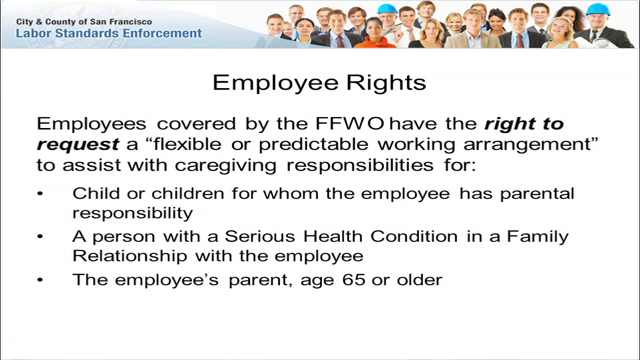 City & County of San Francisco
Labor Standards Enforcement
Employee Rights
Employees covered by the FFWO have the right to
request a “flexible or predictable working arrangement”
to assist with caregiving responsibilities for:
• Child or children for whom the employee has parental
responsibility
• A person with a Serious Health Condition in a Family
Relationship with the employee
• The employee’s parent, age 65 or older